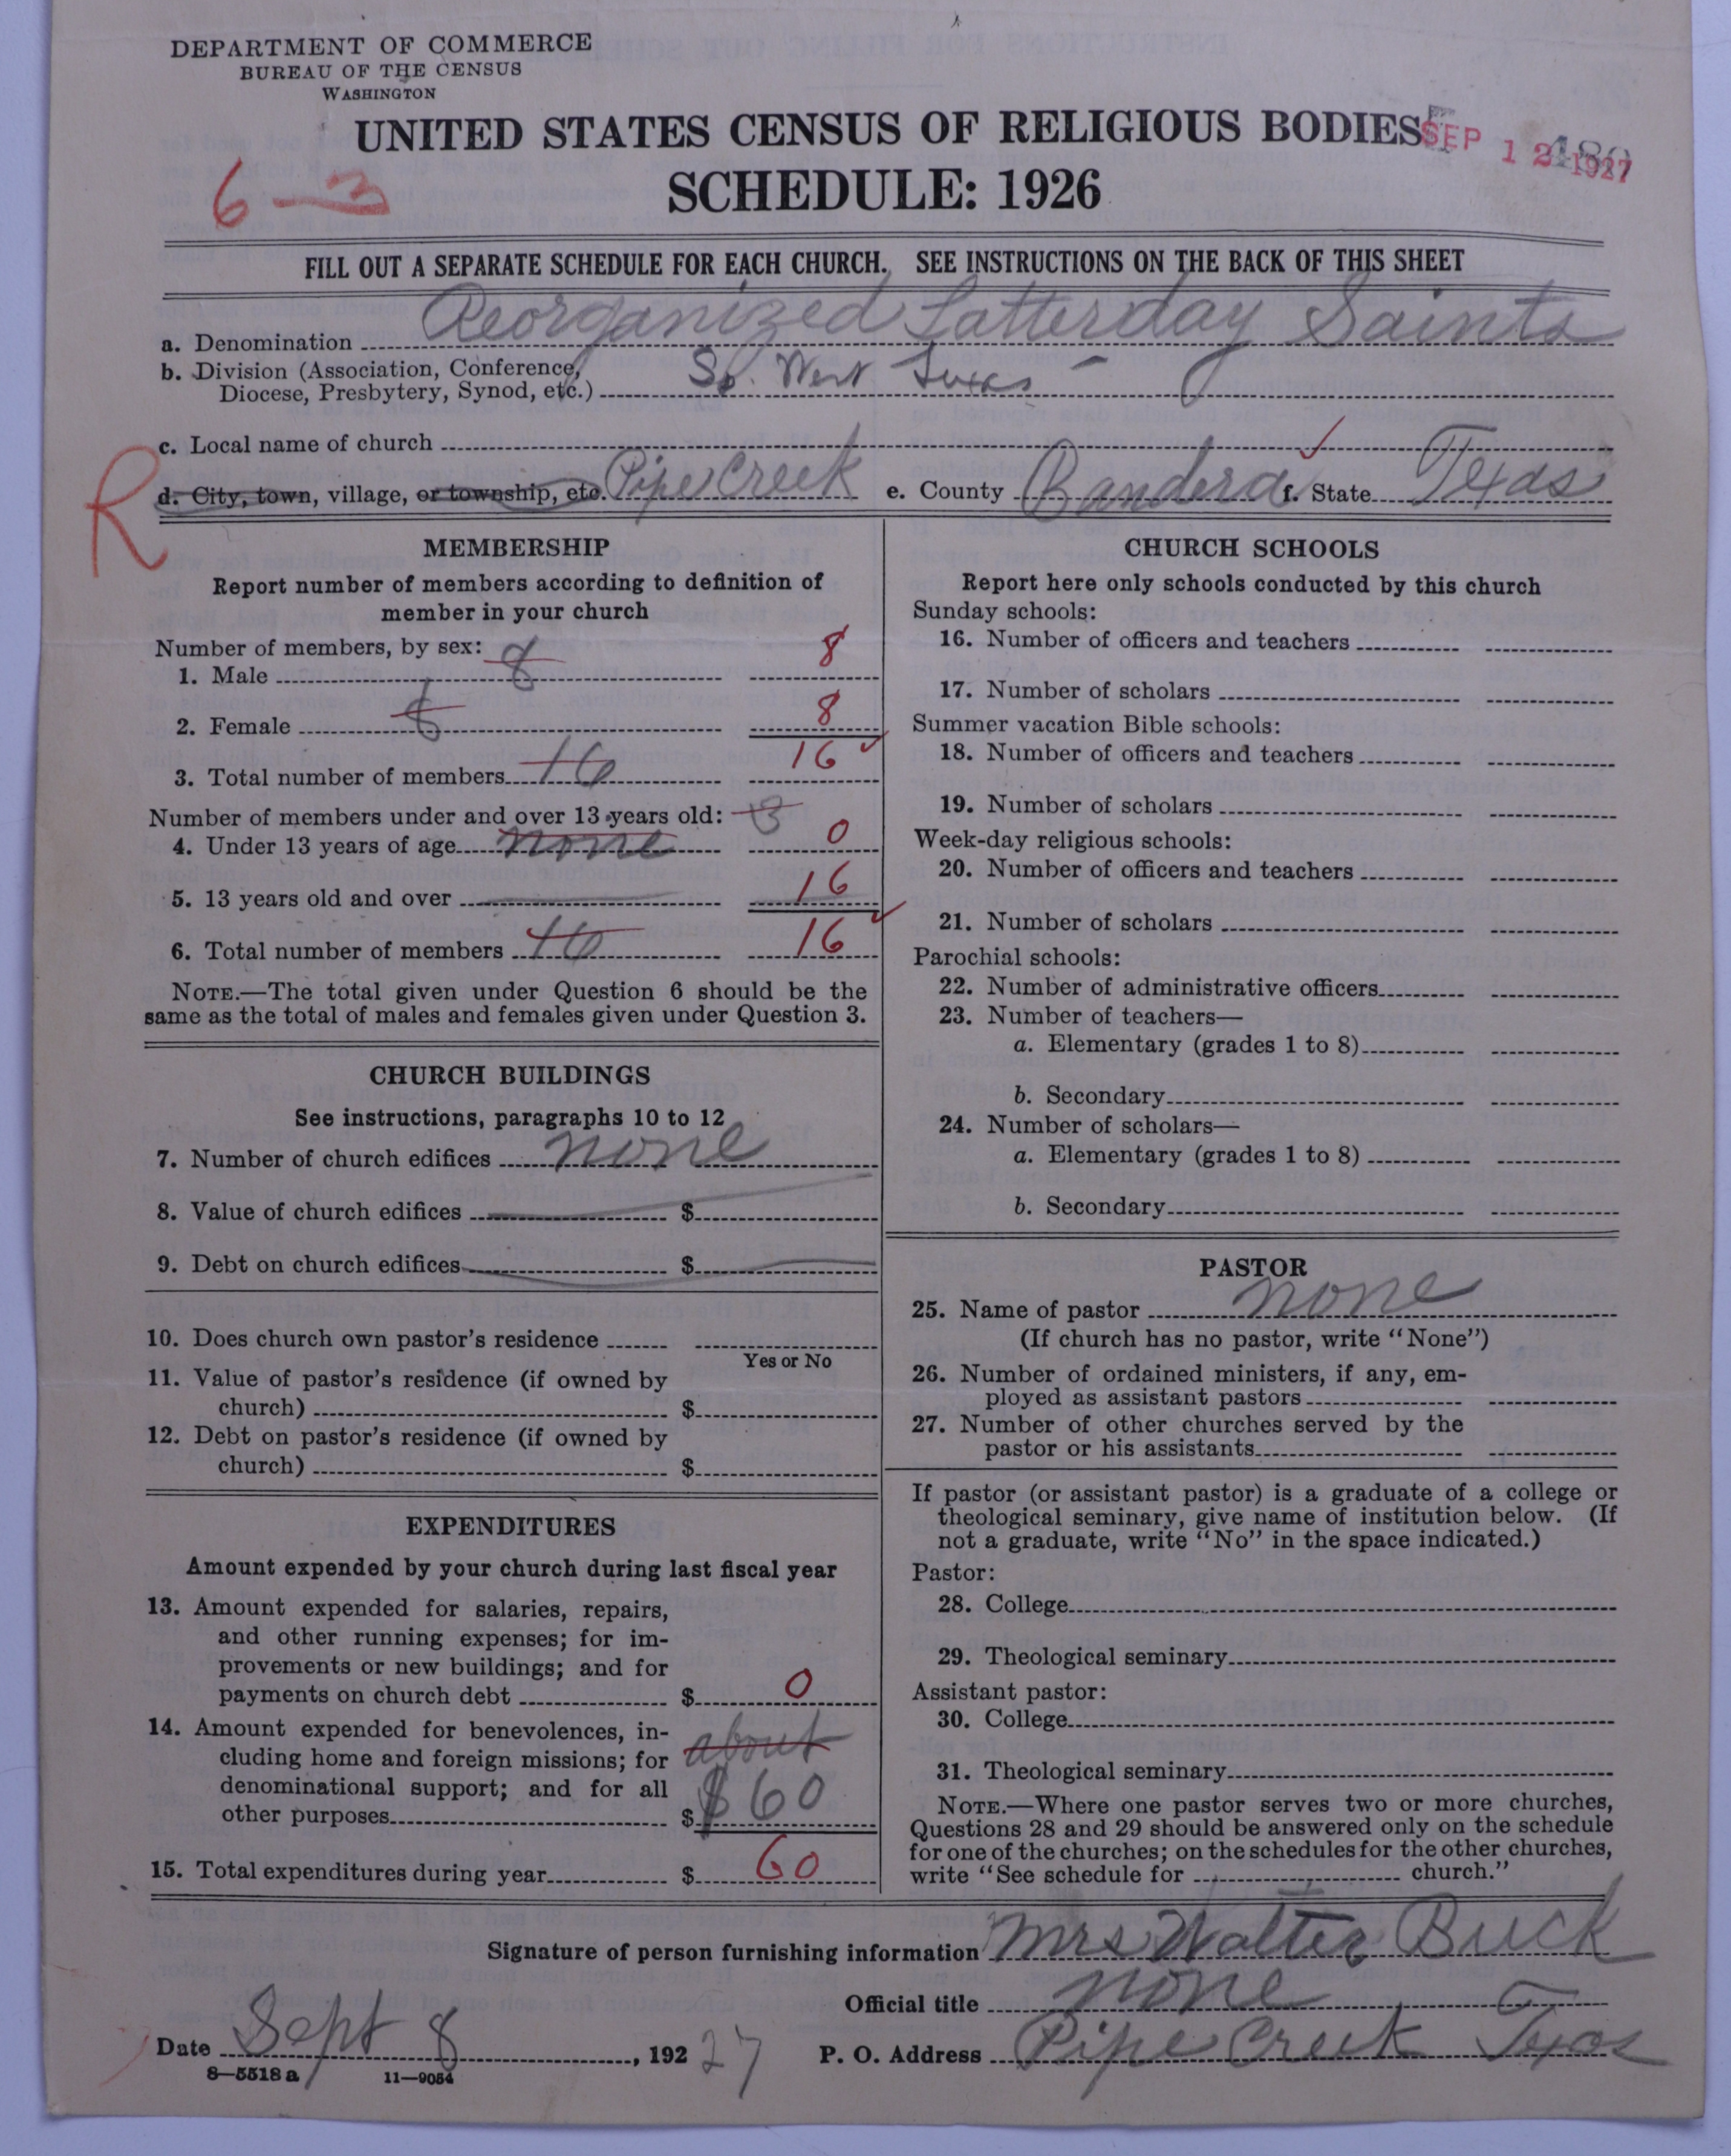 DEPARTMENT OF COMMERCE
BUREAU OF THE CENSUS
WASHINGTON
UNITED STATES CENSUS OF RELIGIOUS BODIES
SEP 12 1927
SCHEDULE: 1926
6-3
FILL OUT A SEPARATE SCHEDULE FOR EACH CHURCH. SEE INSTRUCTIONS ON THE BACK OF THIS SHEET
a. Denomination Reorganized Latterday Saints
b. Division (Association, Conference,
Diocese, Presbytery, Synod, etc.) So. West Texas -
c. Local name of church
R
d. City, town, village, or township, etc. Pipe Creek e. County Bandera f. State Texas
MEMBERSHIP
Report number of members according to definition of
member in your church
Number of members, by sex:
1. Male 8 8
2. Female 8 8
3. Total number of members 16 16
Number of members under and over 13 years old:
4. Under 13 years of age none 0
5. 13 years old and over 16
6. Total number of members 16 16
NOTE.—The total given under Question 6 should be the
same as the total of males and females given under Question 3.
CHURCH BUILDINGS
See instructions, paragraphs 10 to 12
7. Number of church edifices none
8. Value of church edifices $
9. Debt on church edifices $
10. Does church own pastor's residence
Yes or No
11. Value of pastor's residence (if owned by
church) $
12. Debt on pastor's residence (if owned by
church) $
EXPENDITURES
Amount expended by your church during last fiscal year
13. Amount expended for salaries, repairs,
and other running expenses; for im-
provements or new buildings; and for
payments on church debt $ 0
14. Amount expended for benevolences, in-
cluding home and foreign missions; for about
denominational support; and for all
other purposes $ $60
15. Total expenditures during year $ 60
CHURCH SCHOOLS
Report here only schools conducted by this church
Sunday schools:
16. Number of officers and teachers
17. Number of scholars
Summer vacation Bible schools:
18. Number of officers and teachers
19. Number of scholars
Week-day religious schools:
20. Number of officers and teachers
21. Number of scholars
Parochial schools:
22. Number of administrative officers
23. Number of teachers—
a. Elementary (grades 1 to 8)
b. Secondary
24. Number of scholars—
a. Elementary (grades 1 to 8)
b. Secondary
PASTOR
25. Name of pastor none
(If church has no pastor, write "None")
26. Number of ordained ministers, if any, em-
ployed as assistant pastors
27. Number of other churches served by the
pastor or his assistants
If pastor (or assistant pastor) is a graduate of a college or
theological seminary, give name of institution below. (If
not a graduate, write "No" in the space indicated.)
Pastor:
28. College
29. Theological seminary
Assistant pastor:
30. College
31. Theological seminary
NOTE.—Where one pastor serves two or more churches,
Questions 28 and 29 should be answered only on the schedule
for one of the churches; on the schedules for the other churches,
write "See schedule for church."
Signature of person furnishing information Mrs Walter Buck
Official title none
Date Sept 8, 192 27 P. O. Address Pipe Creek Texas
8—5518 a 11—9054